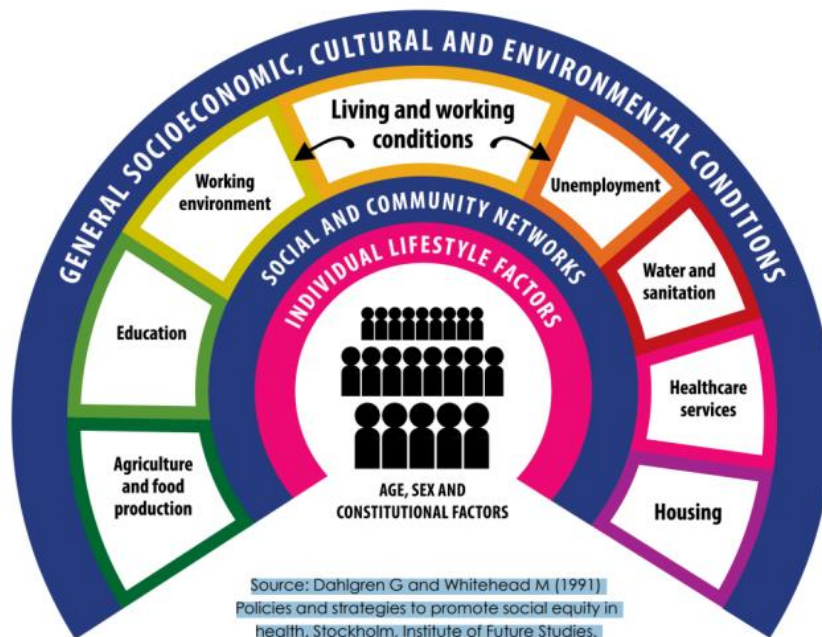 GENERAL SOCIOECONOMIC, CULTURAL AND ENVIRONMENTAL CONDITIONS
Living and working
conditions
Working
environment
Unemployment
SOCIAL AND COMMUNITY NETWORKS
INDIVIDUAL LIFESTYLE FACTORS
Water and
sanitation
Education
Healthcare
services
Agriculture
and food
production
Housing
AGE, SEX AND
CONSTITUTIONAL FACTORS
Source: Dahlgren G and Whitehead M (1991)
Policies and strategies to promote social equity in
health. Stockholm, Institute of Future Studies.